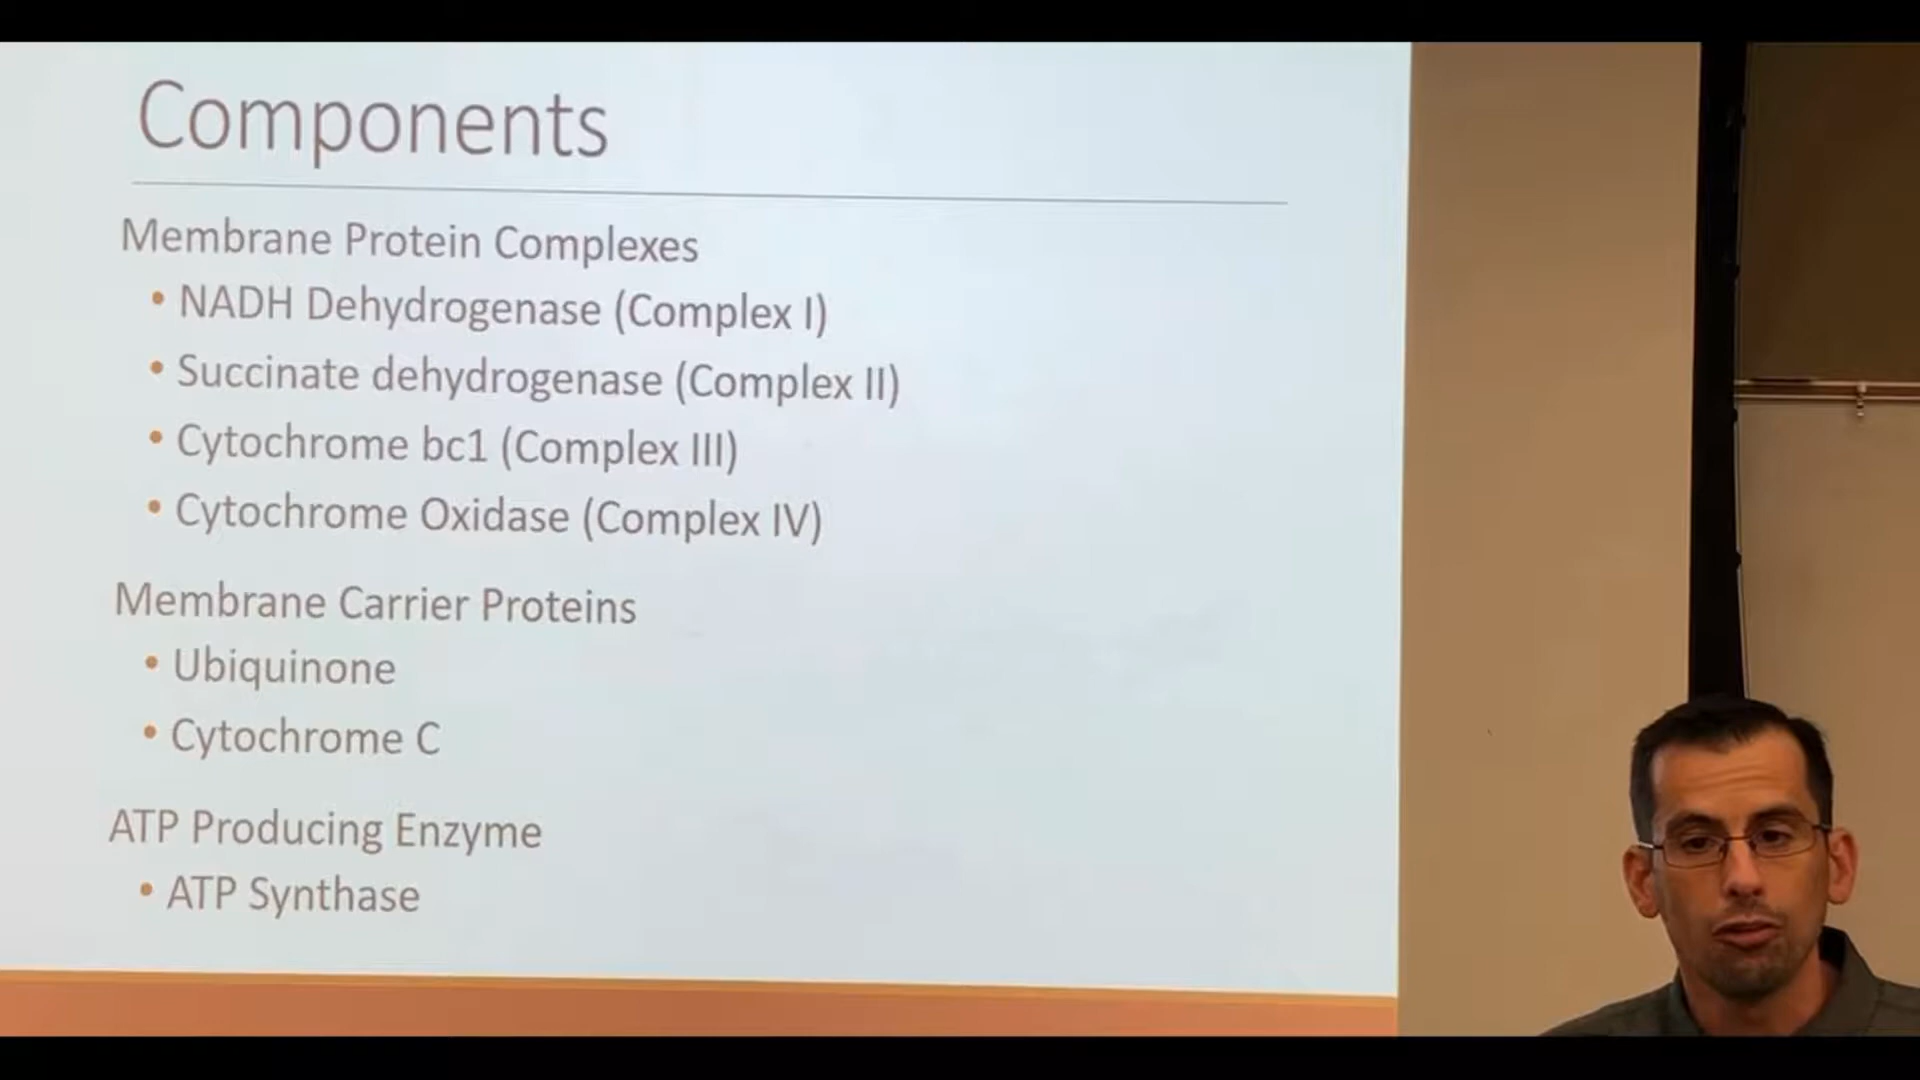 Components
Membrane Protein Complexes
• NADH Dehydrogenase (Complex I)
• Succinate dehydrogenase (Complex II)
• Cytochrome bc1 (Complex III)
• Cytochrome Oxidase (Complex IV)
Membrane Carrier Proteins
• Ubiquinone
• Cytochrome C
ATP Producing Enzyme
• ATP Synthase